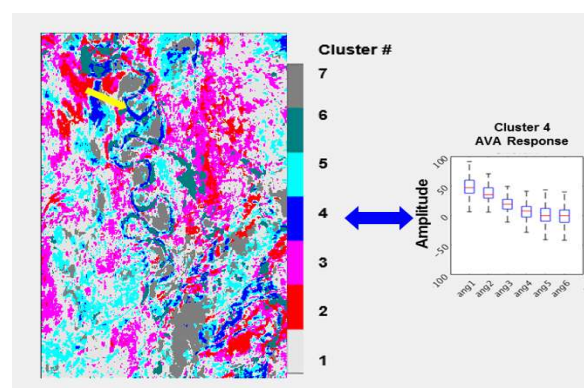 Cluster #
7
6
5
4
3
2
1
Cluster 4
AVA Response
Amplitude
100
50
0
-50
100
ang1
ang2
ang3
ang4
ang5
ang6